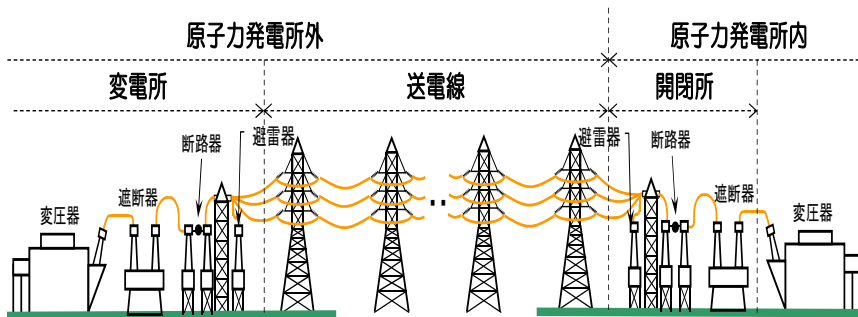 原子力発電所外
原子力発電所内
変電所
送電線
開閉所
断路器
避雷器
避雷器
断路器
遮断器
遮断器
変圧器
変圧器